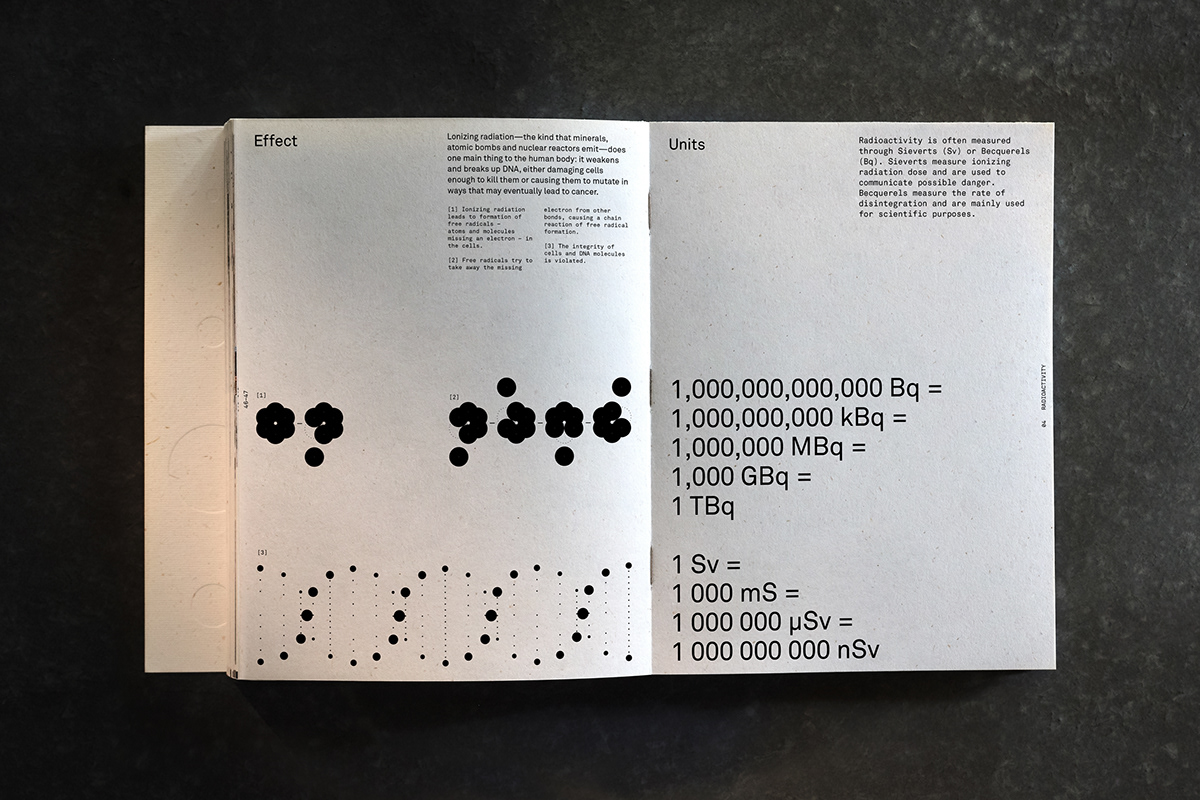 Effect
Lonizing radiation—the kind that minerals,
atomic bombs and nuclear reactors emit—does
one main thing to the human body: it weakens
and breaks up DNA, either damaging cells
enough to kill them or causing them to mutate in
ways that may eventually lead to cancer.
[1] Ionizing radiation
leads to formation of
free radicals –
atoms and molecules
missing an electron – in
the cells.
[2] Free radicals try to
take away the missing
electron from other
bonds, causing a chain
reaction of free radical
formation.
[3] The integrity of
cells and DNA molecules
is violated.
46–47
[1]
[2]
[3]
Units
Radioactivity is often measured
through Sieverts (Sv) or Becquerels
(Bq). Sieverts measure ionizing
radiation dose and are used to
communicate possible danger.
Becquerels measure the rate of
disintegration and are mainly used
for scientific purposes.
1,000,000,000,000 Bq =
1,000,000,000 kBq =
1,000,000 MBq =
1,000 GBq =
1 TBq
1 Sv =
1 000 mS =
1 000 000 µSv =
1 000 000 000 nSv
04 RADIOACTIVITY